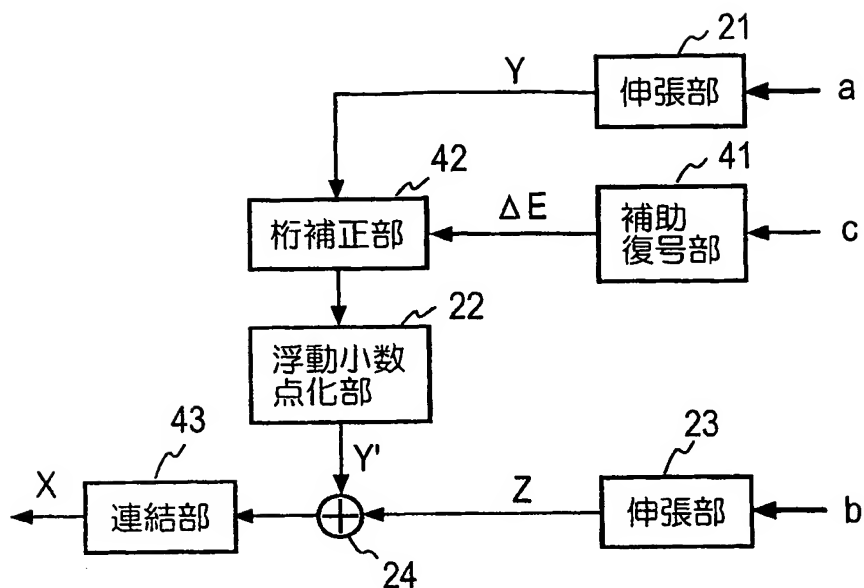 21
Y
伸張部
a
42
41
ΔE
桁補正部
補助
復号部
c
22
浮動小数
点化部
43
23
Y'
X
Z
連結部
伸張部
b
24